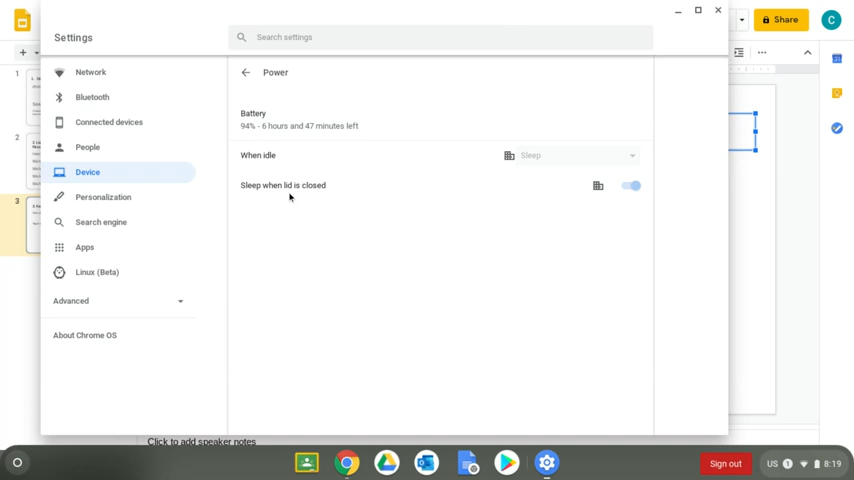 Settings
Search settings
Share
C
Network
Bluetooth
Connected devices
People
Device
Personalization
Search engine
Apps
Linux (Beta)
Advanced
About Chrome OS
Power
Battery
94% - 6 hours and 47 minutes left
When idle
Sleep
Sleep when lid is closed
1
2
3
Click to add speaker notes
Sign out
US
1
8:19